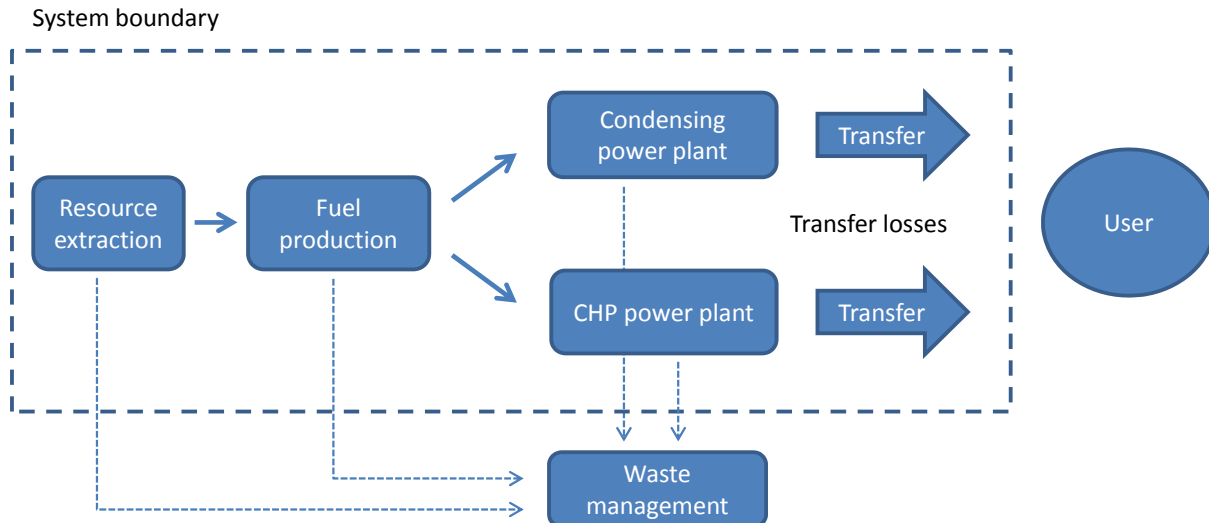 System boundary
Condensing
power plant
Transfer
Resource
extraction
Fuel
production
Transfer losses
User
CHP power plant
Transfer
Waste
management